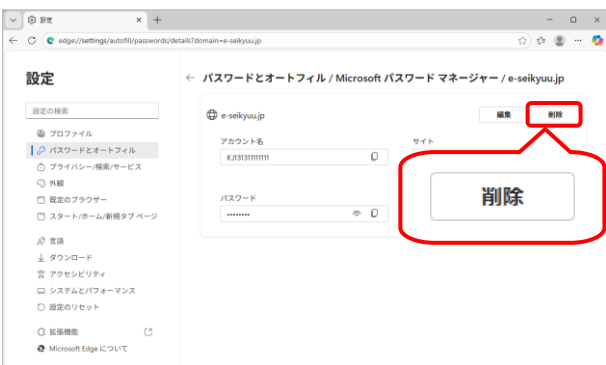 設定
edge://settings/autofill/passwords/details?domain=e-seikyuu.jp
設定
← パスワードとオートフィル / Microsoft パスワード マネージャー / e-seikyuu.jp
設定の検索
e-seikyuu.jp
編集
削除
プロファイル
パスワードとオートフィル
プライバシー/検索/サービス
外観
既定のブラウザー
スタート/ホーム/新規タブ ページ
言語
ダウンロード
アクセシビリティ
システムとパフォーマンス
設定のリセット
拡張機能
Microsoft Edge について
アカウント名
サイト
パスワード
••••••••
削除